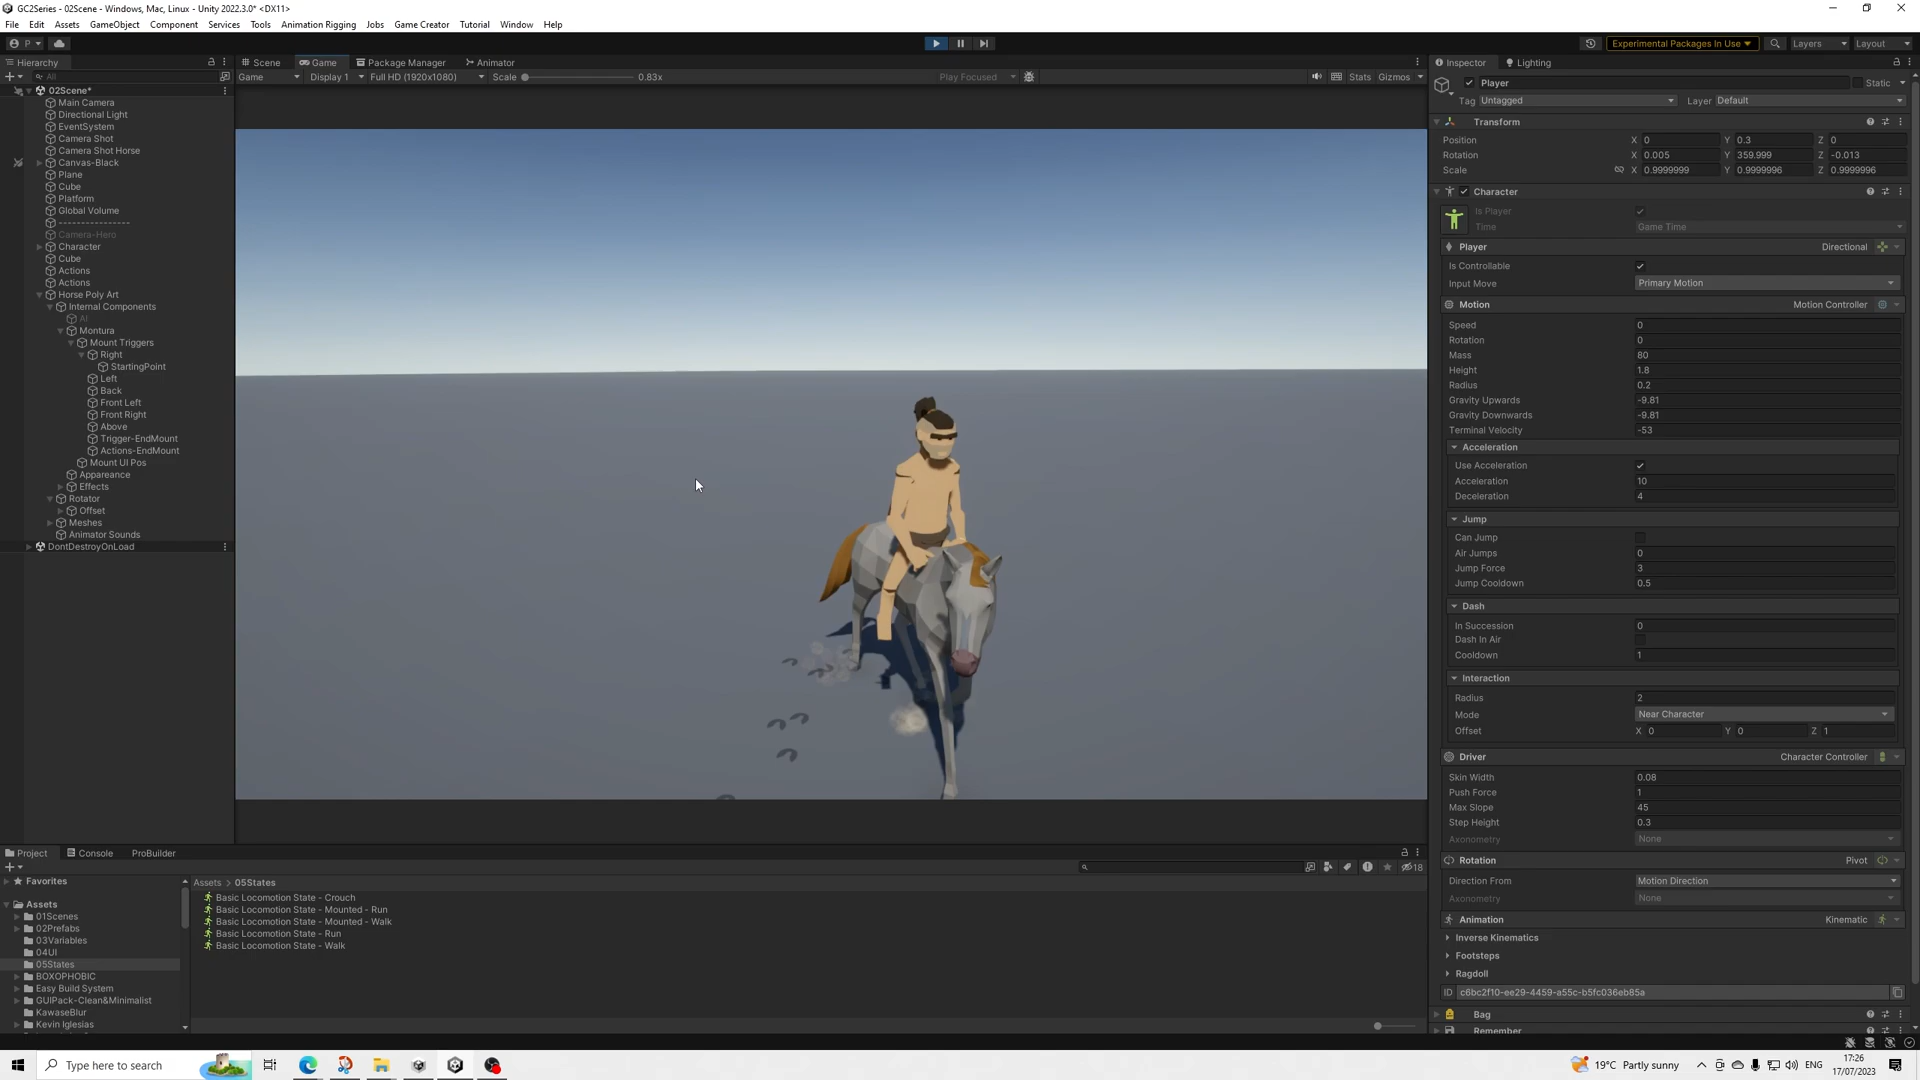 GC2Series - 02Scene - Windows, Mac, Linux - Unity 2022.3.0* <DX11>
File Edit Assets GameObject Component Services Tools Animation Rigging Jobs Game Creator Tutorial Window Help
P
Experimental Packages In Use
Layers
Layout
Hierarchy
Scene
Game
Package Manager
Animator
Inspector
Lighting
All
Game
Display 1
Full HD (1920x1080)
Scale
0.83x
Play Focused
Stats
Gizmos
02Scene*
Main Camera
Directional Light
EventSystem
Camera Shot
Camera Shot Horse
Canvas-Black
Plane
Cube
Platform
Global Volume
----------------
Camera-Hero
Character
Cube
Actions
Actions
Horse Poly Art
Internal Components
AI
Montura
Mount Triggers
Right
StartingPoint
Left
Back
Front Left
Front Right
Above
Trigger-EndMount
Actions-EndMount
Mount UI Pos
Appareance
Effects
Rotator
Offset
Meshes
Animator Sounds
DontDestroyOnLoad
Player
Static
Tag Untagged
Layer Default
Transform
Position X 0 Y 0.3 Z 0
Rotation X 0.005 Y 359.999 Z -0.013
Scale X 0.9999999 Y 0.9999996 Z 0.9999996
Character
Is Player
Time Game Time
Player Directional
Is Controllable
Input Move Primary Motion
Motion Motion Controller
Speed 0
Rotation 0
Mass 80
Height 1.8
Radius 0.2
Gravity Upwards -9.81
Gravity Downwards -9.81
Terminal Velocity -53
Acceleration
Use Acceleration
Acceleration 10
Deceleration 4
Jump
Can Jump
Air Jumps 0
Jump Force 3
Jump Cooldown 0.5
Dash
In Succession 0
Dash In Air
Cooldown 1
Interaction
Radius 2
Mode Near Character
Offset X 0 Y 0 Z 1
Driver Character Controller
Skin Width 0.08
Push Force 1
Max Slope 45
Step Height 0.3
Axonometry None
Rotation Pivot
Direction From Motion Direction
Axonometry None
Animation Kinematic
Inverse Kinematics
Footsteps
Ragdoll
ID c6bc2f10-ee29-4459-a55c-b5fc036eb85a
Bag
Remember
Project
Console
ProBuilder
18
Favorites
Assets
01Scenes
02Prefabs
03Variables
04UI
05States
BOXOPHOBIC
Easy Build System
GUIPack-Clean&Minimalist
KawaseBlur
Kevin Iglesias
Assets > 05States
Basic Locomotion State - Crouch
Basic Locomotion State - Mounted - Run
Basic Locomotion State - Mounted - Walk
Basic Locomotion State - Run
Basic Locomotion State - Walk
Type here to search
19°C Partly sunny
ENG
17:26
17/07/2023